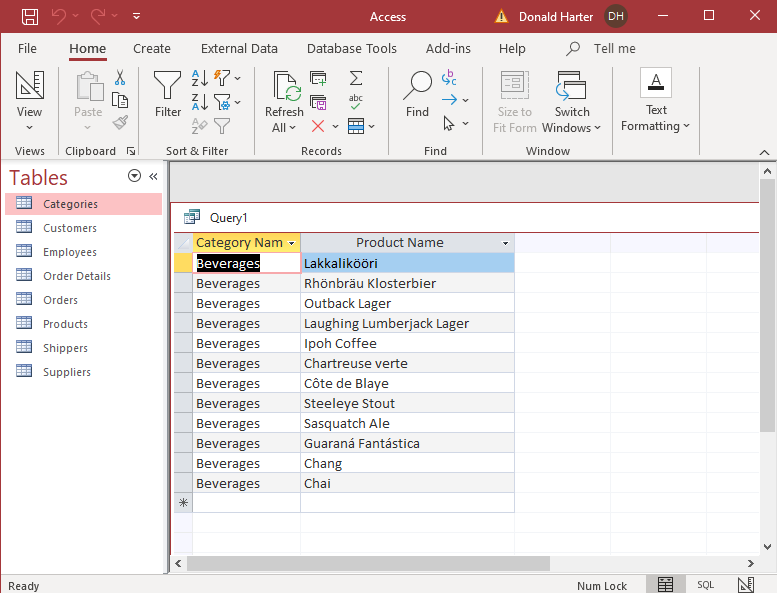 Access
Donald Harter DH
File Home Create External Data Database Tools Add-ins Help Tell me
View
Views
Paste
Clipboard
Filter
Sort & Filter
Refresh
All
abc
Records
Find
b
c
Find
Size to
Fit Form
Switch
Windows
Window
A
Text
Formatting
Tables
Categories
Customers
Employees
Order Details
Orders
Products
Shippers
Suppliers
Query1
Category Nam Product Name
Beverages Lakkalikööri
Beverages Rhönbräu Klosterbier
Beverages Outback Lager
Beverages Laughing Lumberjack Lager
Beverages Ipoh Coffee
Beverages Chartreuse verte
Beverages Côte de Blaye
Beverages Steeleye Stout
Beverages Sasquatch Ale
Beverages Guaraná Fantástica
Beverages Chang
Beverages Chai
Ready Num Lock SQL